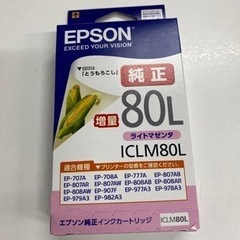 EPSON
EXCEED YOUR VISION
目印は
「とうもろこし」
純正
増量
80L
ライトマゼンタ
ICLM80L
適合機種
プリンターの型番をご確認ください。
EP-707A EP-708A EP-777A EP-807AB
EP-807AR EP-807AW EP-808AB EP-808AR
EP-808AW EP-907F EP-977A3 EP-978A3
EP-979A3 EP-982A3
エプソン純正インクカートリッジ
ICLM80L